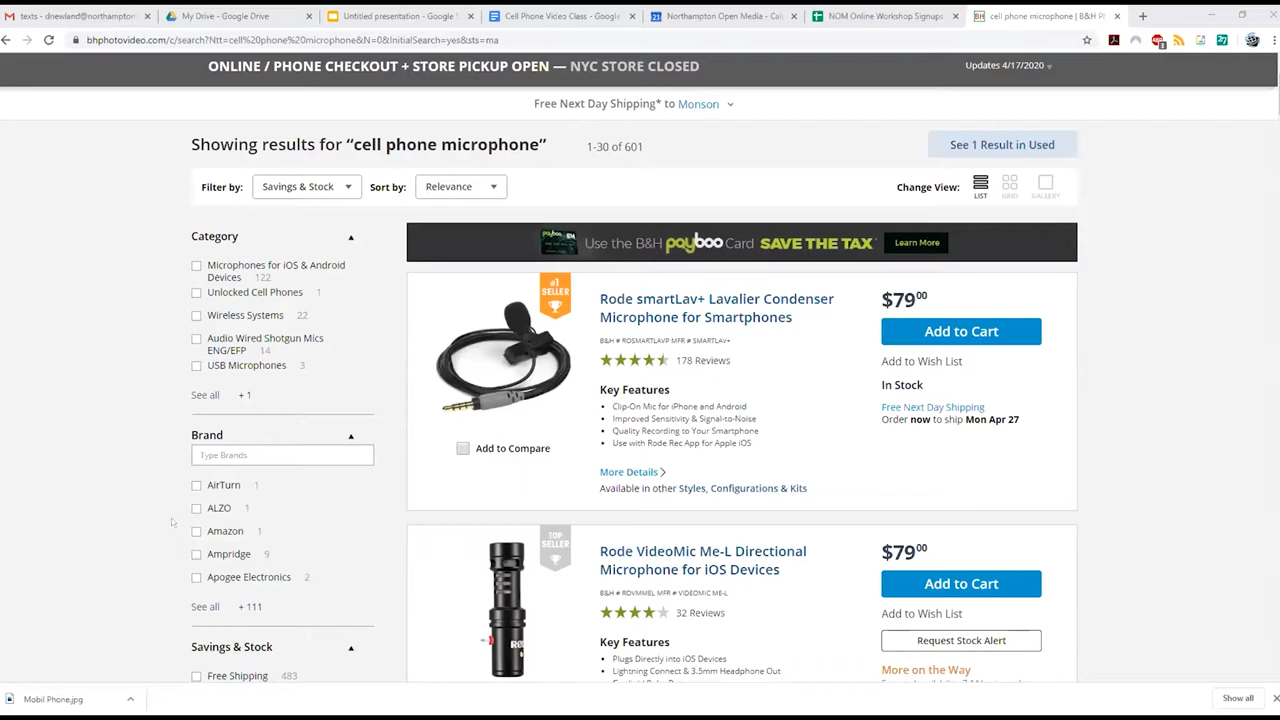 texts - dnewland@northampton
My Drive - Google Drive
Untitled presentation - Google S
Cell Phone Video Class - Google
Northampton Open Media - Cal
NOM Online Workshop Signups
cell phone microphone | B&H Ph
bhphotovideo.com/c/search?Ntt=cell%20phone%20microphone&N=0&InitialSearch=yes&sts=ma
ONLINE / PHONE CHECKOUT + STORE PICKUP OPEN — NYC STORE CLOSED
Updates 4/17/2020
Free Next Day Shipping* to Monson
Showing results for “cell phone microphone”
1-30 of 601
See 1 Result in Used
Filter by:
Savings & Stock
Sort by:
Relevance
Change View:
LIST
GRID
GALLERY
Category
Microphones for iOS & Android
Devices 122
Unlocked Cell Phones 1
Wireless Systems 22
Audio Wired Shotgun Mics
ENG/EFP 14
USB Microphones 3
See all + 1
Brand
Type Brands
AirTurn 1
ALZO 1
Amazon 1
Ampridge 9
Apogee Electronics 2
See all + 111
Savings & Stock
Free Shipping 483
Use the B&H payboo Card SAVE THE TAX*
Learn More
#1
SELLER
Rode smartLav+ Lavalier Condenser
Microphone for Smartphones
B&H # ROSMARTLAVP MFR # SMARTLAV+
178 Reviews
Key Features
Clip-On Mic for iPhone and Android
Improved Sensitivity & Signal-to-Noise
Quality Recording to Your Smartphone
Use with Rode Rec App for Apple iOS
Add to Compare
More Details
Available in other Styles, Configurations & Kits
$79⁰⁰
Add to Cart
Add to Wish List
In Stock
Free Next Day Shipping
Order now to ship Mon Apr 27
TOP
SELLER
Rode VideoMic Me-L Directional
Microphone for iOS Devices
B&H # ROVMMEL MFR # VIDEOMIC ME-L
32 Reviews
Key Features
Plugs Directly into iOS Devices
Lightning Connect & 3.5mm Headphone Out
$79⁰⁰
Add to Cart
Add to Wish List
Request Stock Alert
More on the Way
Mobil Phone.jpg
Show all